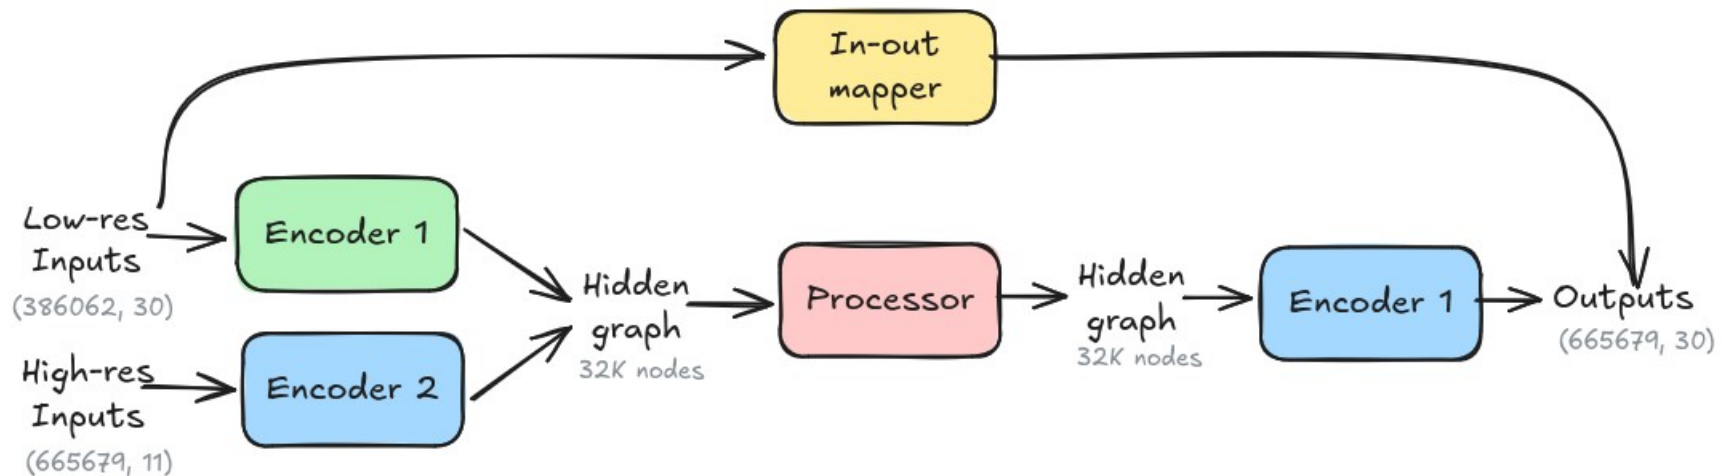 In-out
mapper
Low-res
Inputs
(386062, 30)
Encoder 1
High-res
Inputs
(665679, 11)
Encoder 2
Hidden
graph
32K nodes
Processor
Hidden
graph
32K nodes
Encoder 1
Outputs
(665679, 30)